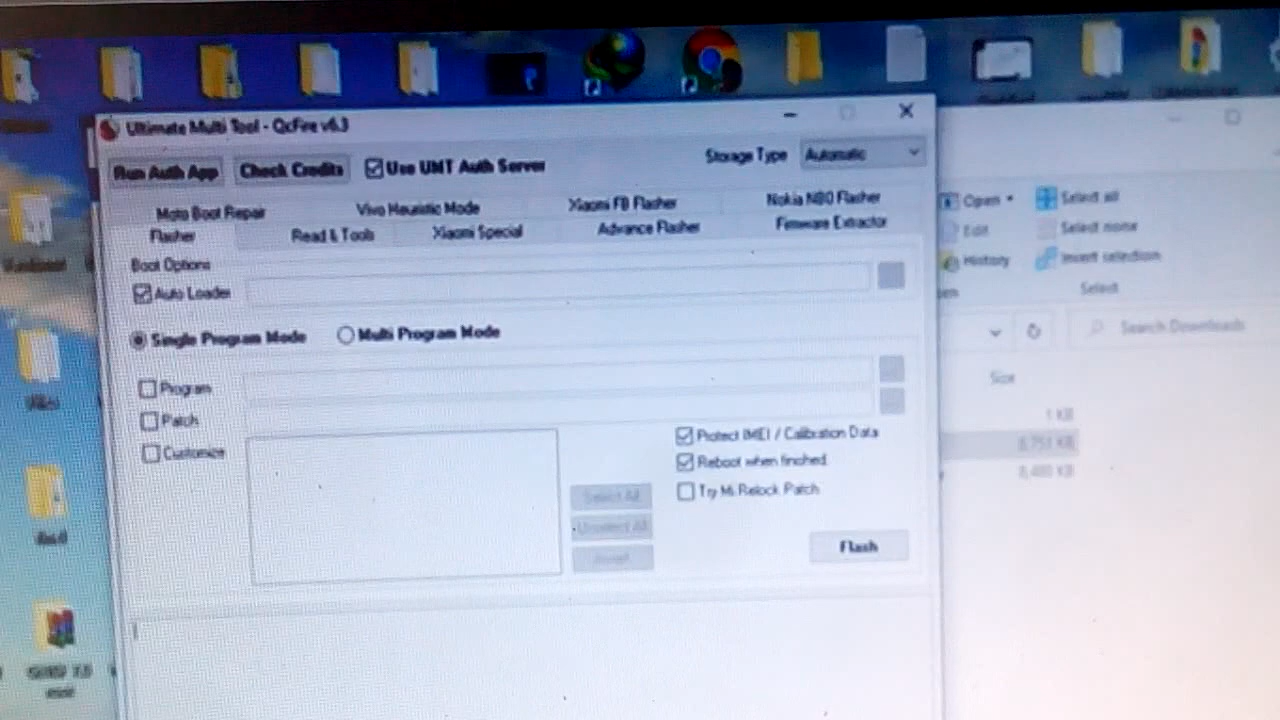 Ultimate Multi Tool - QcFire v6.3
Run Auth App Check Credits Use UMT Auth Server Storage Type Automatic
Moto Boot Repair Vivo Heuristic Mode Xiaomi FB Flasher Nokia NB0 Flasher
Flasher Read & Tools Xiaomi Special Advance Flasher Firmware Extractor
Boot Options
Auto Loader
Single Program Mode Multi Program Mode
Program
Patch
Customize
Protect IMEI / Calibration Data
Reboot when finished
Try Mi Relock Patch
Select All
Unselect All
Invert
Flash
Open Select all
Edit Select none
History Invert selection
Select
Search Downloads
Size
1 KB